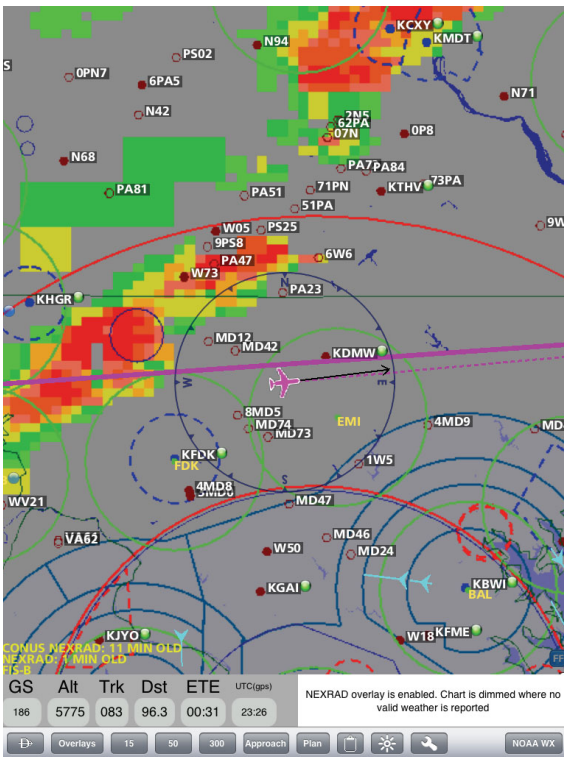 KCXY
N94
KMDT
PS02
S
0PN7
6PA5
N71
N42
2N5
62PA
07N
0P8
N68
PA84
71PN
KTHV
73PA
PA81
PA51
51PA
W05
PS25
9W
9PS8
6W6
PA47
W73
N
PA23
KHGR
MD12
MD42
KDMW
W
E
8MD5
MD74
MD73
EMI
4MD9
MD
KFDK
FDK
1W5
S
4MD8
WV21
MD47
VA62
MD46
W50
MD24
KGAI
KBWI
BAL
KJYO
W18
KFME
CONUS NEXRAD: 11 MIN OLD
NEXRAD: 1 MIN OLD
FIS-B
FF
GS Alt Trk Dst ETE UTC(gps)
186 5775 083 96.3 00:31 23:26
NEXRAD overlay is enabled. Chart is dimmed where no
valid weather is reported
D Overlays 15 50 300 Approach Plan NOAA WX